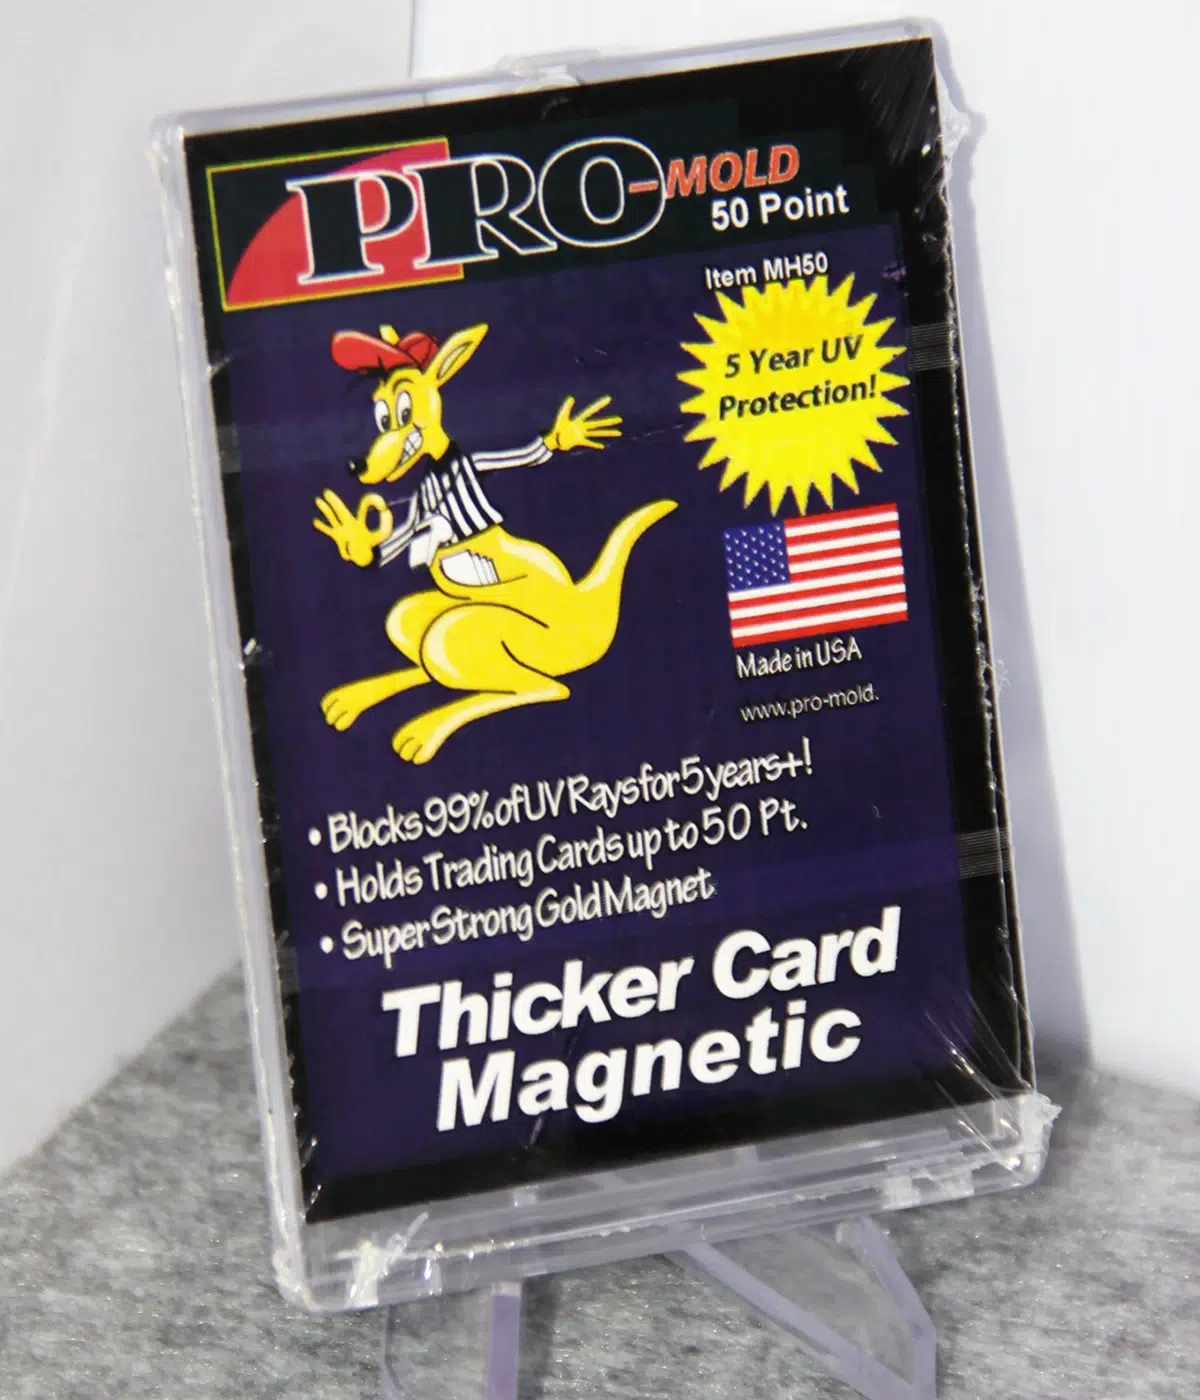 PRO-MOLD
50 Point
Item MH50
5 Year UV
Protection!
Made in USA
www.pro-mold.
• Blocks 99% of UV Rays for 5 years+!
• Holds Trading Cards up to 50 Pt.
• Super Strong Gold Magnet
Thicker Card
Magnetic